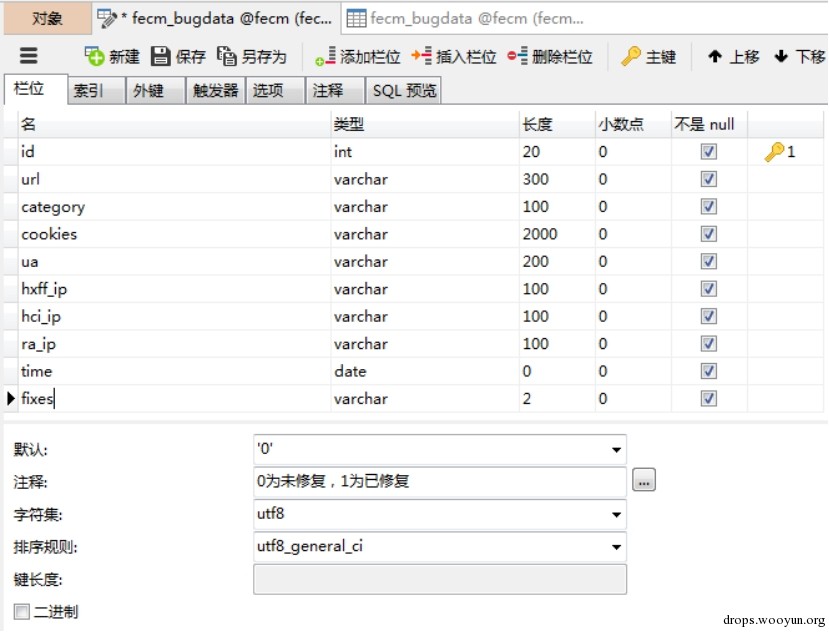 对象 * fecm_bugdata @fecm (fec... fecm_bugdata @fecm (fecm...
新建 保存 另存为 添加栏位 插入栏位 删除栏位 主键 上移 下移
栏位 索引 外键 触发器 选项 注释 SQL 预览
名 类型 长度 小数点 不是 null
id int 20 0 1
url varchar 300 0
category varchar 100 0
cookies varchar 2000 0
ua varchar 200 0
hxff_ip varchar 100 0
hci_ip varchar 100 0
ra_ip varchar 100 0
time date 0 0
fixes varchar 2 0
默认: '0'
注释: 0为未修复，1为已修复 ...
字符集: utf8
排序规则: utf8_general_ci
键长度:
二进制
drops.wooyun.org